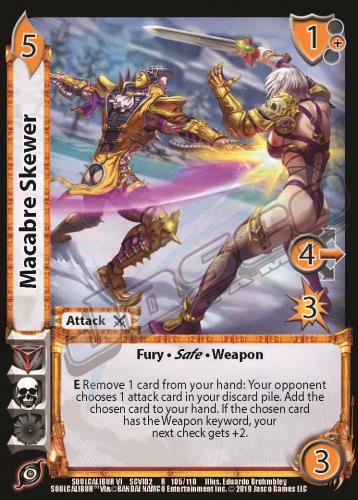 5
1
+
Macabre Skewer
4
3
Attack
Fury • Safe • Weapon
E Remove 1 card from your hand: Your opponent
chooses 1 attack card in your discard pile. Add the
chosen card to your hand. If the chosen card
has the Weapon keyword, your
next check gets +2.
3
SOULCALIBUR VI SCVI02 R 105/110 Illus. Eduardo Brohmbley
SOULCALIBUR™VI&©BANDAI NAMCO Entertainment Inc. © 2019 Jasco Games LLC